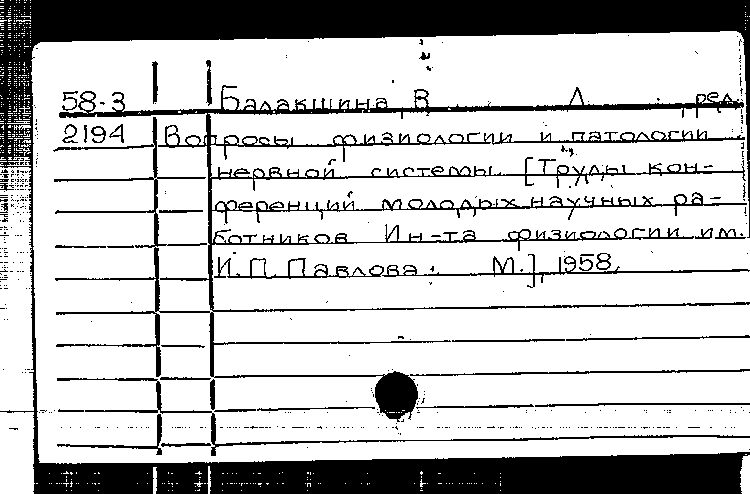 58-3 Балакшина, В. Л. , ред.
2194 Вопросы физиологии и патологии
нервной системы. [Труды кон=
ференций молодых научных ра=
ботников Ин-та физиологии им.
И. П. Павлова. М.], 1958,